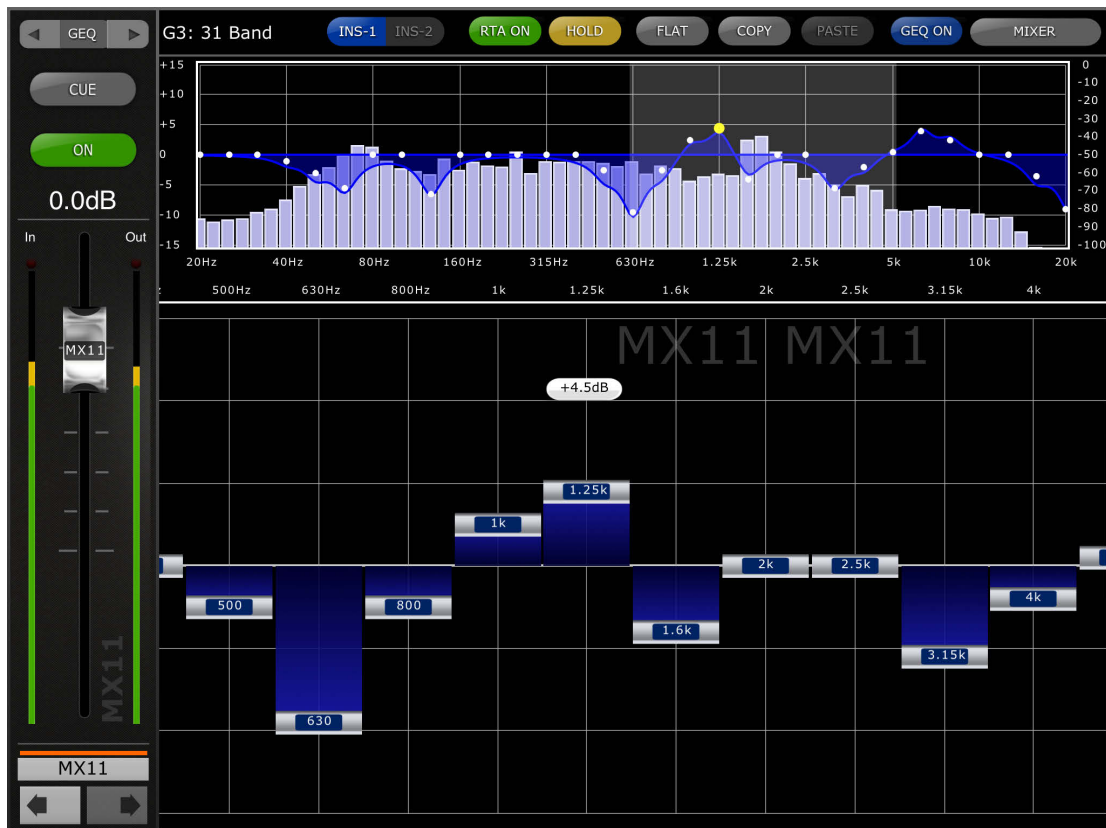 GEQ
G3: 31 Band
INS-1 INS-2
RTA ON
HOLD
FLAT
COPY
PASTE
GEQ ON
MIXER
CUE
ON
0.0dB
In Out
MX11
MX11
MX11
+15
+10
+5
0
-5
-10
-15
0
-10
-20
-30
-40
-50
-60
-70
-80
-90
-100
20Hz 40Hz 80Hz 160Hz 315Hz 630Hz 1.25k 2.5k 5k 10k 20k
500Hz 630Hz 800Hz 1k 1.25k 1.6k 2k 2.5k 3.15k 4k
MX11 MX11
+4.5dB
1.25k
1k
2k
2.5k
4k
500
800
1.6k
3.15k
630